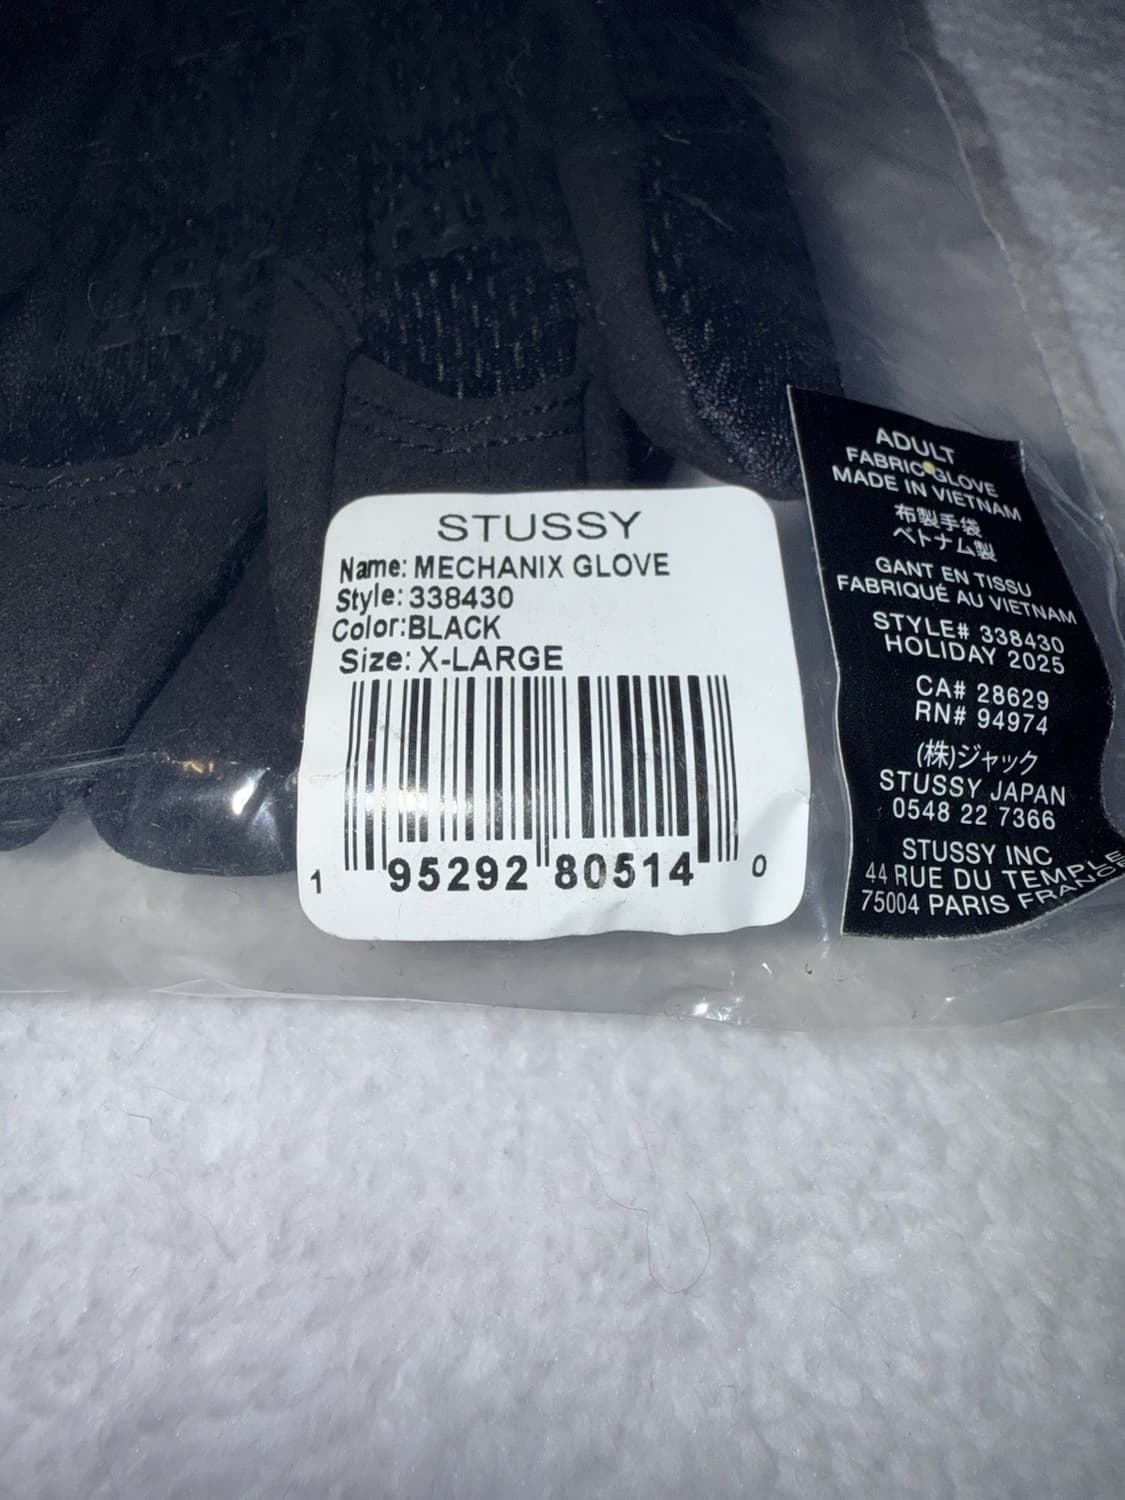 STUSSY
Name: MECHANIX GLOVE
Style: 338430
Color:BLACK
Size: X-LARGE
1 95292 80514 0
ADULT
FABRIC GLOVE
MADE IN VIETNAM
布製手袋
ベトナム製
GANT EN TISSU
FABRIQUÉ AU VIETNAM
STYLE# 338430
HOLIDAY 2025
CA# 28629
RN# 94974
(株)ジャック
STUSSY JAPAN
0548 22 7366
STUSSY INC
44 RUE DU TEMPLE
75004 PARIS FRANCE